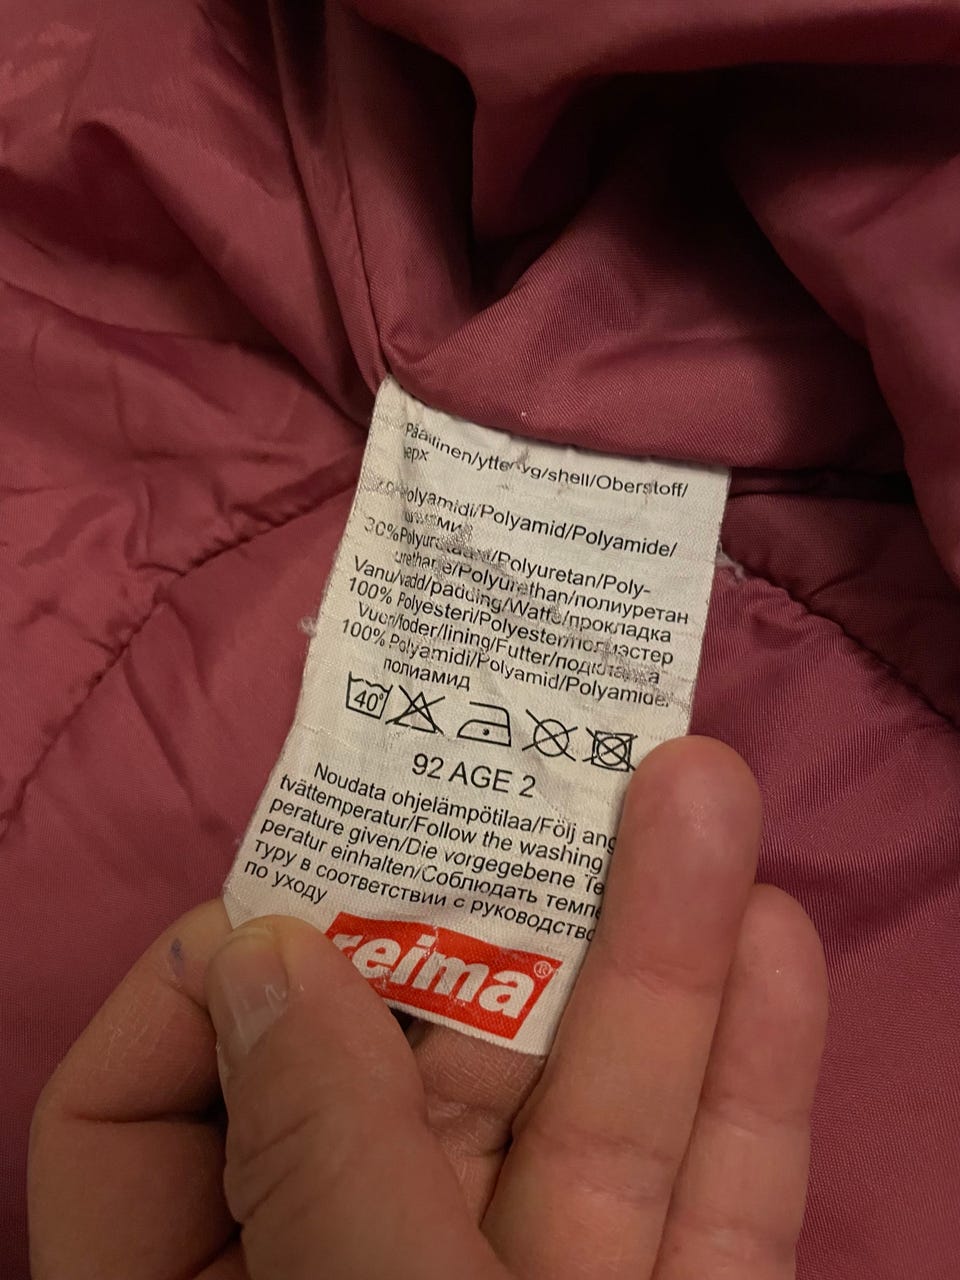 Päällinen/yttertyg/shell/Oberstoff/
верх
Polyamidi/Polyamid/Polyamide/
30%Polyuretaani/Polyuretan/Poly-
urethane/Polyurethan/полиуретан
Vanu/vadd/padding/Watte/прокладка
100% Polyesteri/Polyester/полиэстер
Vuori/foder/lining/Futter/подкладка
100% Polyamidi/Polyamid/Polyamide/
полиамид
40°
92 AGE 2
Noudata ohjelämpötilaa/Följ ang
tvättemperatur/Follow the washing
perature given/Die vorgegebene Te
peratur einhalten/Соблюдать темпе
туру в соответствии с руководство
по уходу
reima®